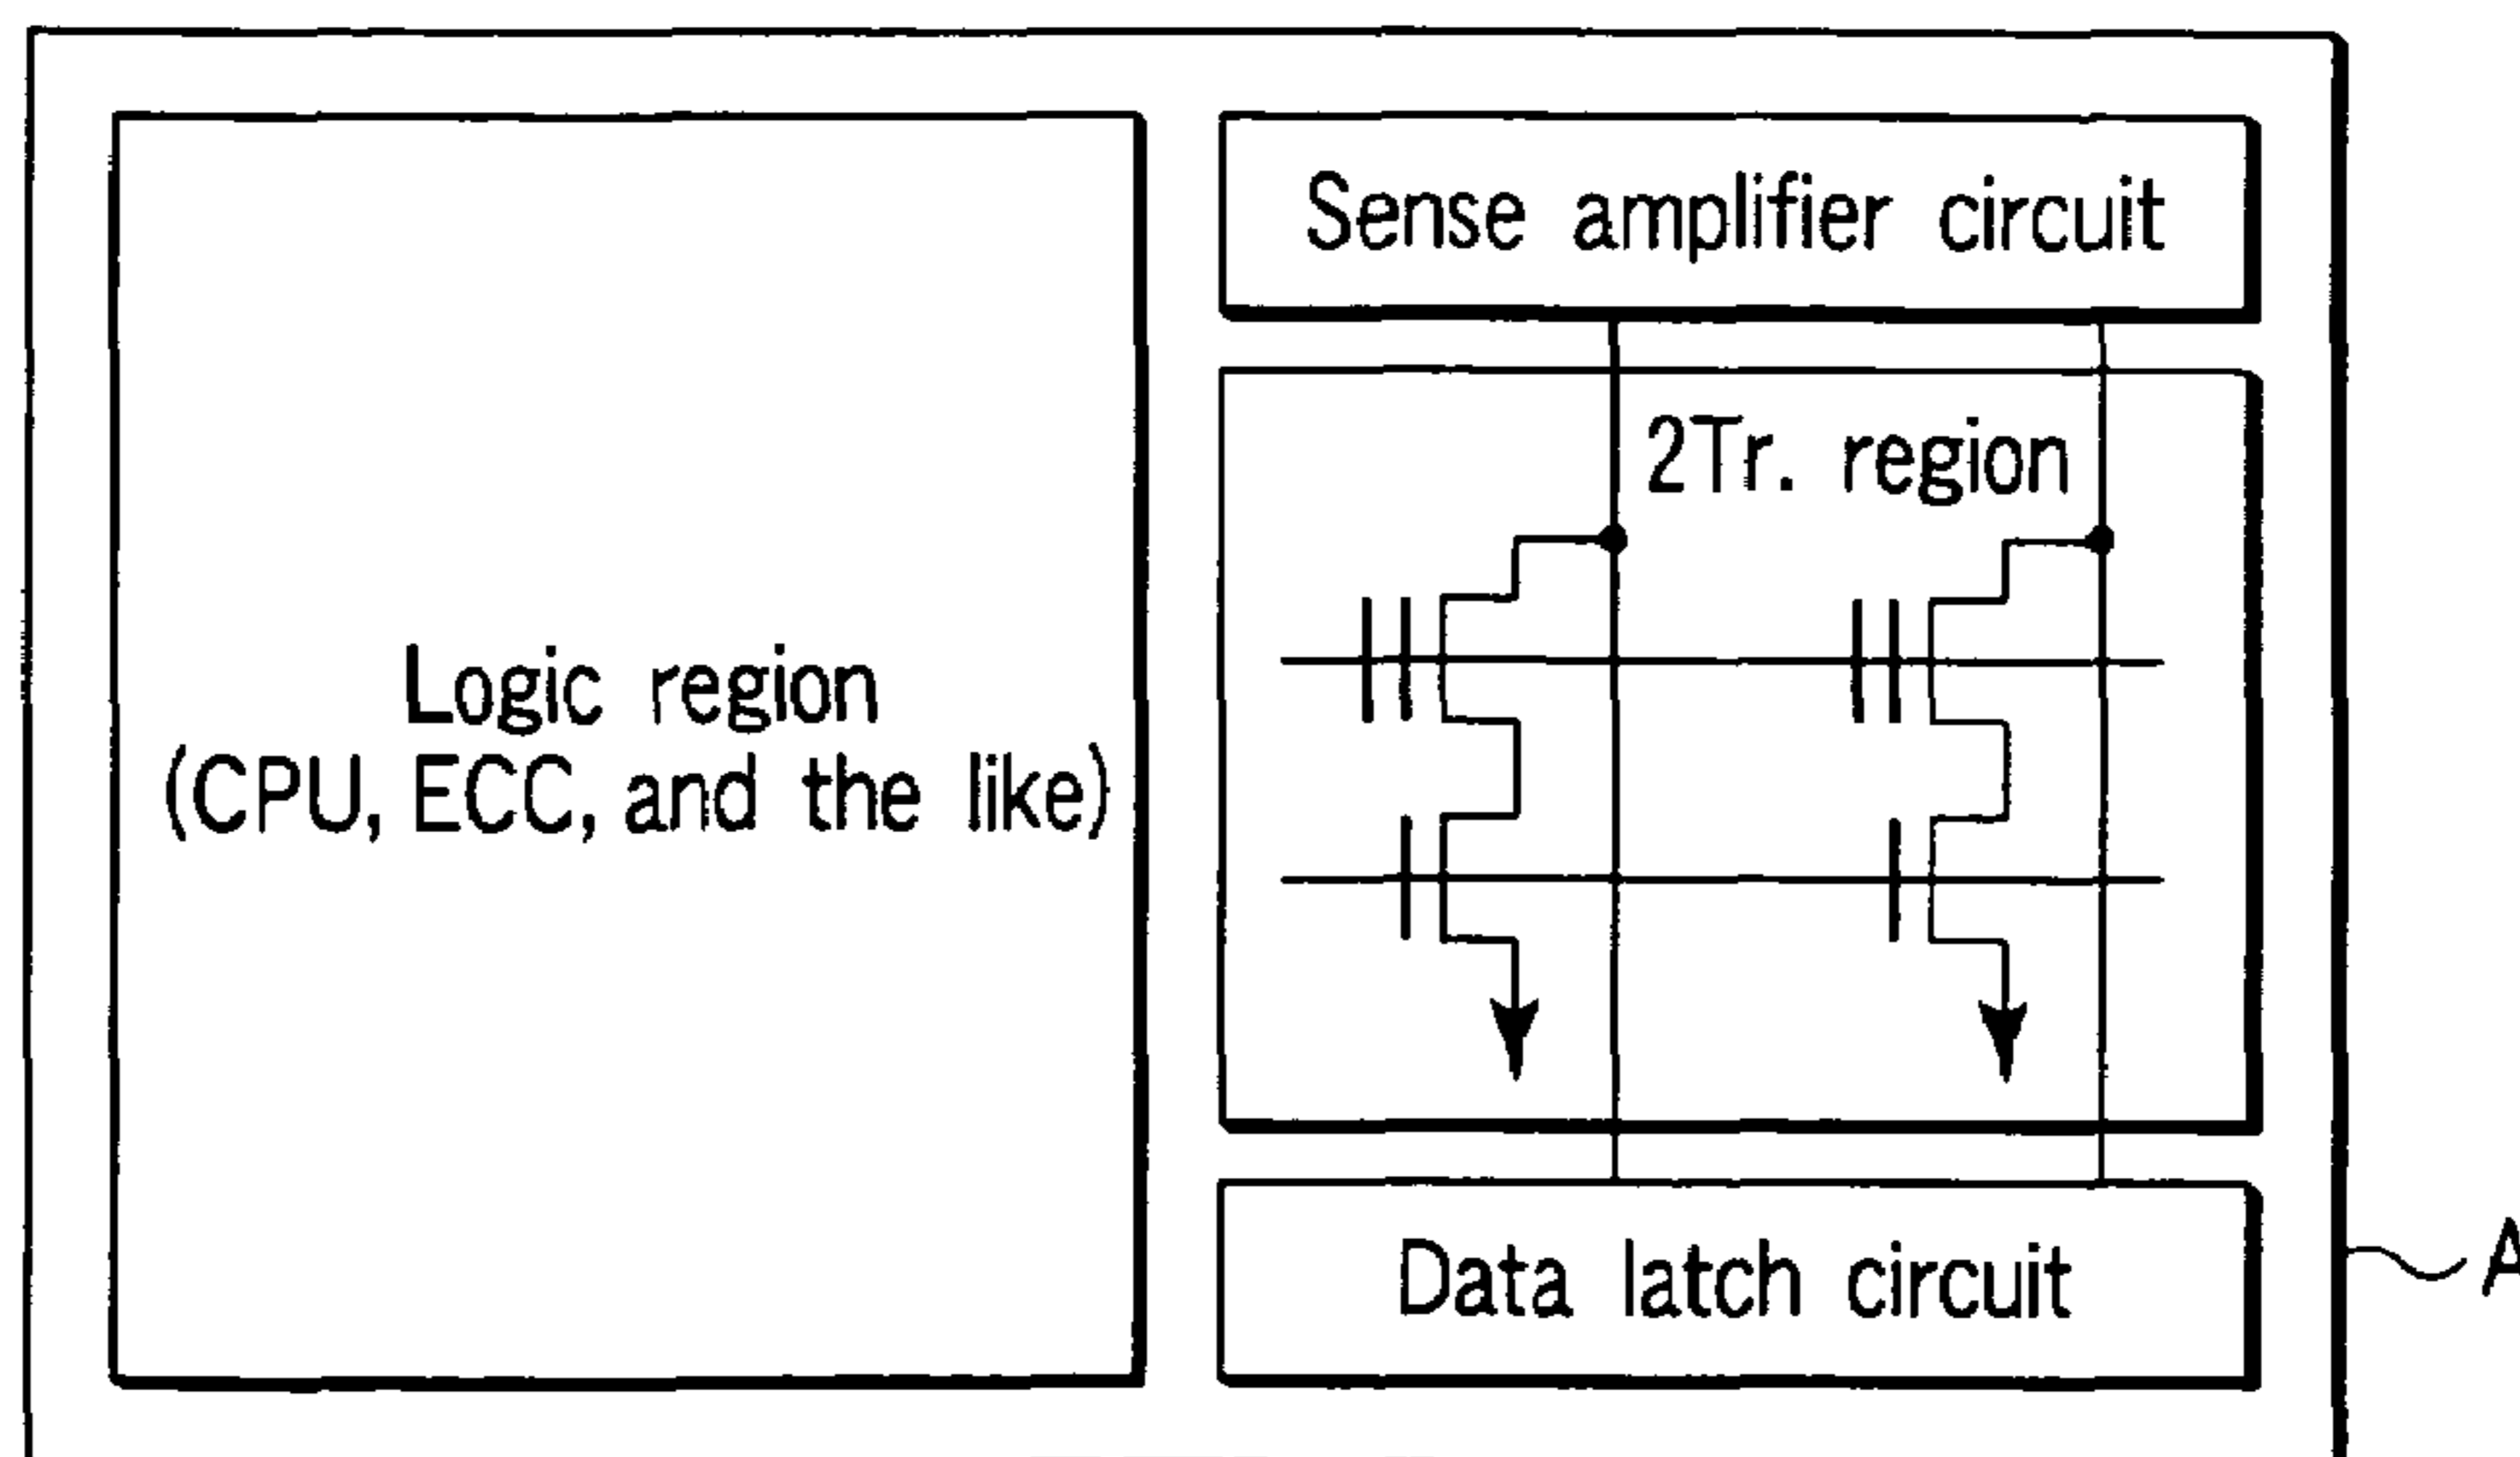 Logic region
(CPU, ECC, and the like)
Sense amplifier circuit
2Tr. region
Data latch circuit
A